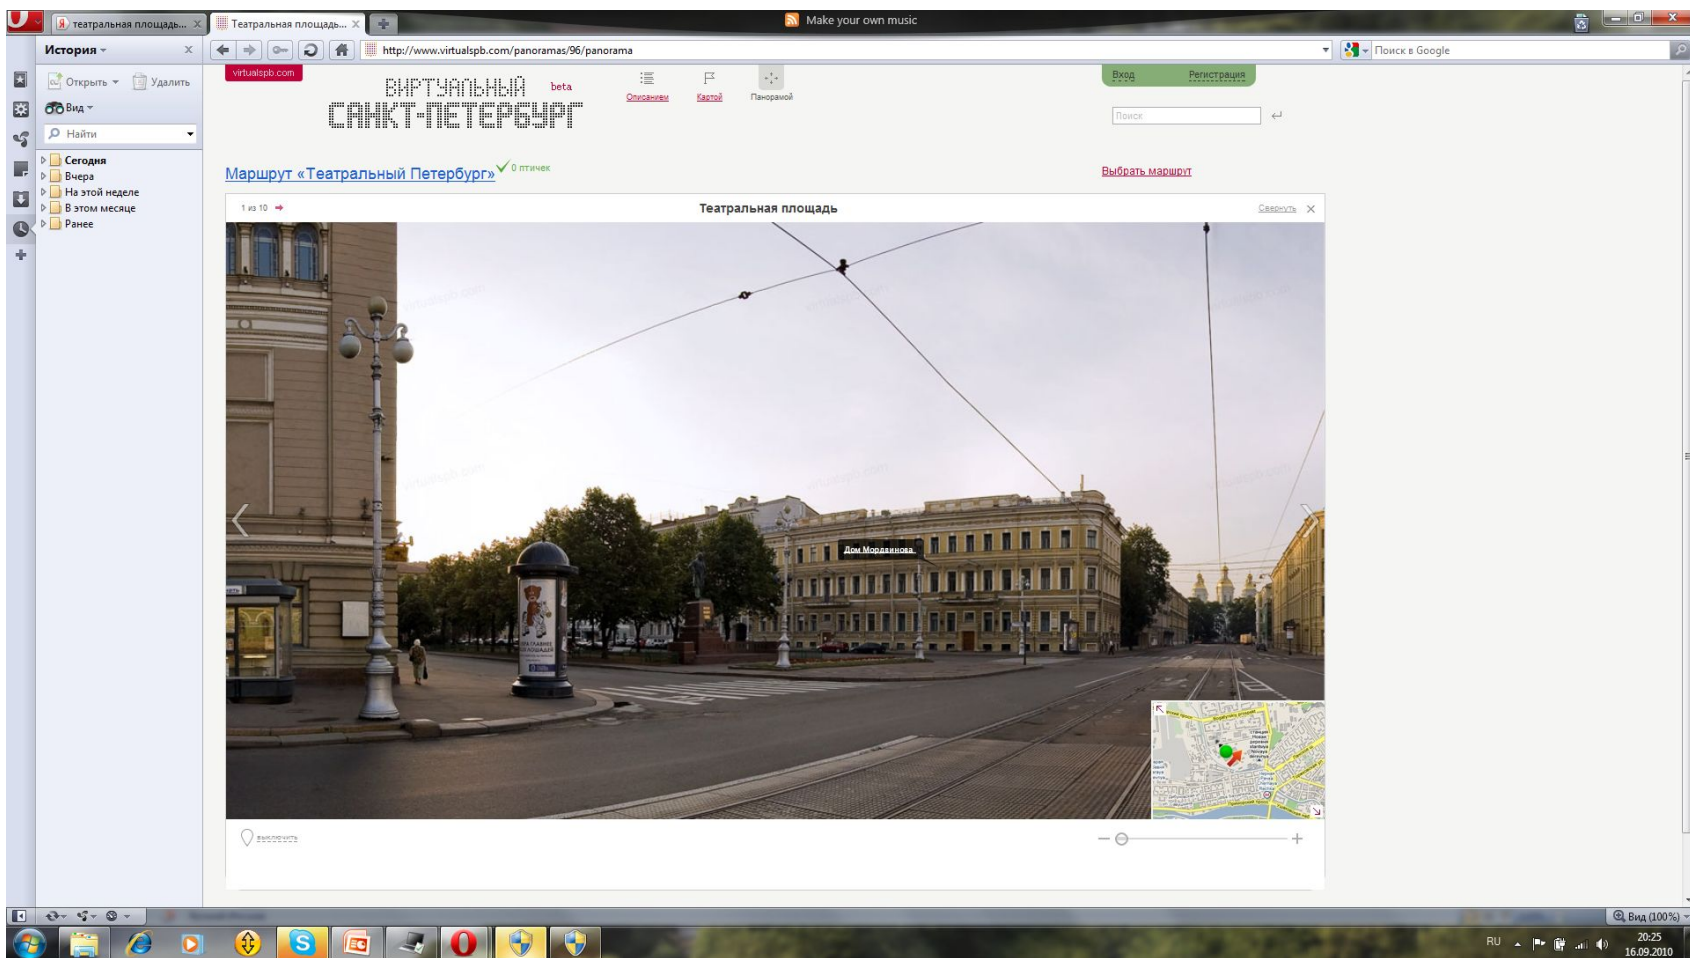 театральная площадь...
Театральная площадь...
Make your own music
История
http://www.virtualspb.com/panoramas/96/panorama
Поиск в Google
Открыть
Удалить
Вид
Найти
Сегодня
Вчера
На этой неделе
В этом месяце
Ранее
virtualspb.com
ВИРТУАЛЬНЫЙ
beta
САНКТ-ПЕТЕРБУРГ
Описанием
Картой
Панорамой
Вход
Регистрация
Поиск
Маршрут «Театральный Петербург»
0 птичек
Выбрать маршрут
1 из 10
Театральная площадь
Свернуть
Дом Мордвинова
выключить
Вид (100%)
RU
20:25
16.09.2010